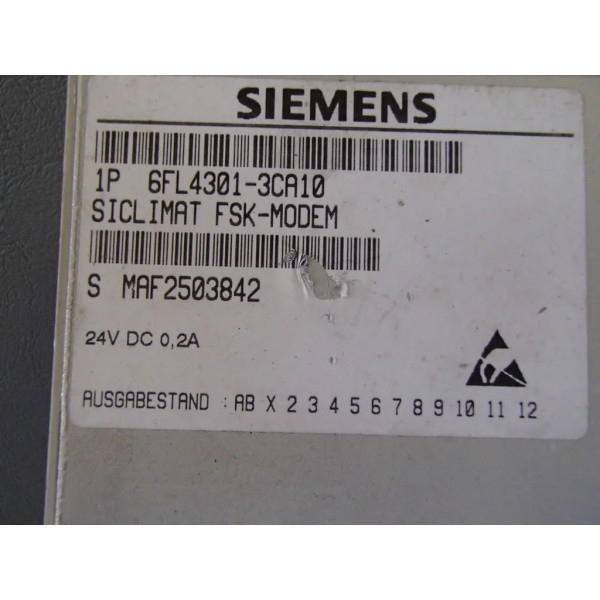 SIEMENS
1P 6FL4301-3CA10
SICLIMAT FSK-MODEM
S MAF2503842
24V DC 0,2A
AUSGABESTAND : AB X 2 3 4 5 6 7 8 9 10 11 12